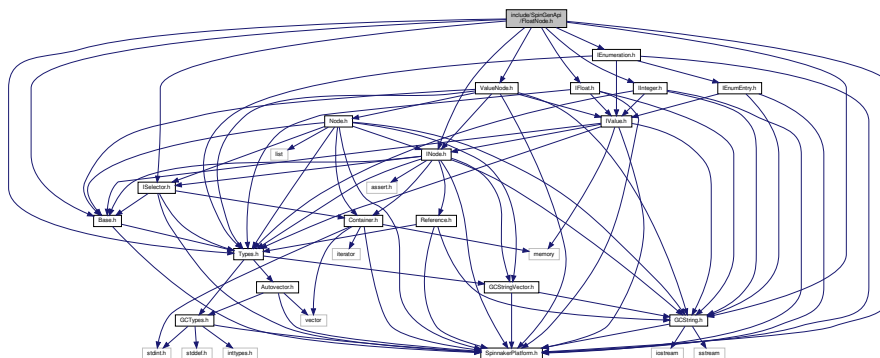 include/SpinGenApi
/FloatNode.h
IEnumeration.h
ValueNode.h
IFloat.h
IInteger.h
IEnumEntry.h
Node.h
IValue.h
list
INode.h
ISelector.h
assert.h
Base.h
Container.h
Reference.h
Types.h
iterator
memory
Autovector.h
GCStringVector.h
GCTypes.h
vector
GCString.h
stdint.h
stddef.h
inttypes.h
SpinnakerPlatform.h
iostream
sstream